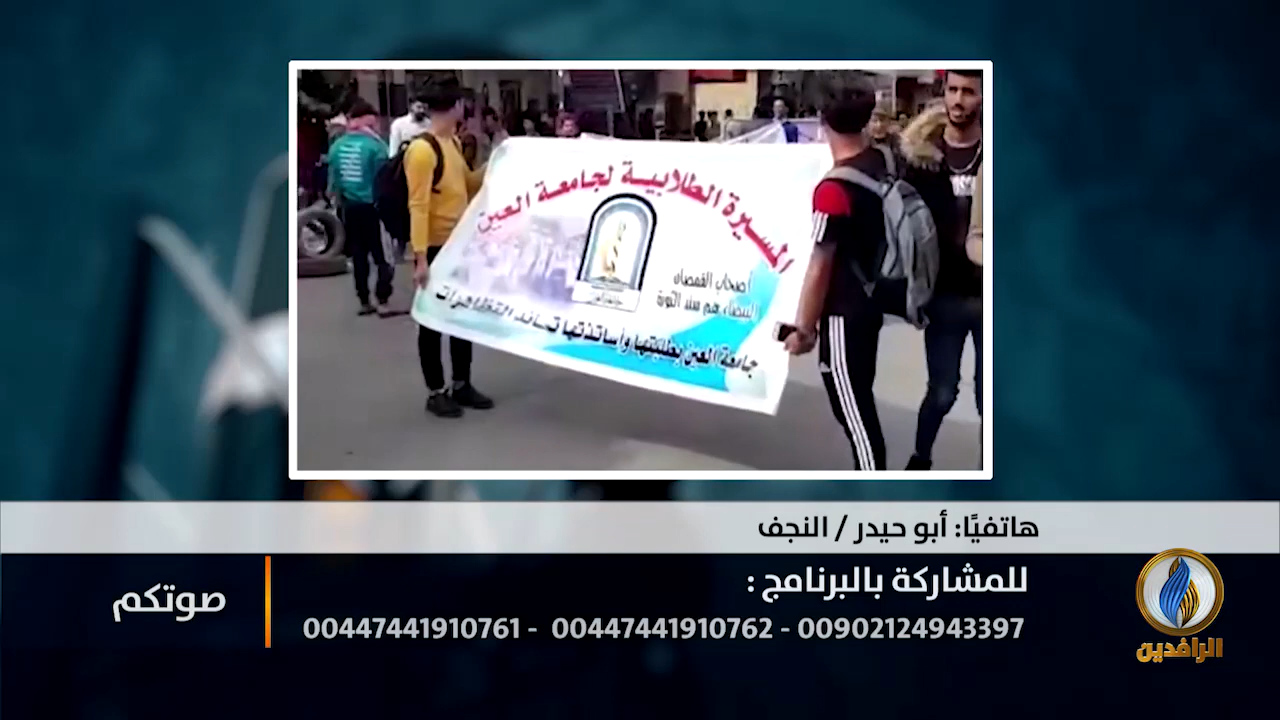 المسيرة الطلابية لجامعة العين
أصحاب القمصان
البيضاء هم سند الثورة
جامعة العين بطلبتها وأساتذتها تساند التظاهرات
هاتفيًا: أبو حيدر / النجف
للمشاركة بالبرنامج :
00447441910761 - 00447441910762 - 00902124943397
صوتكم
الرافدين